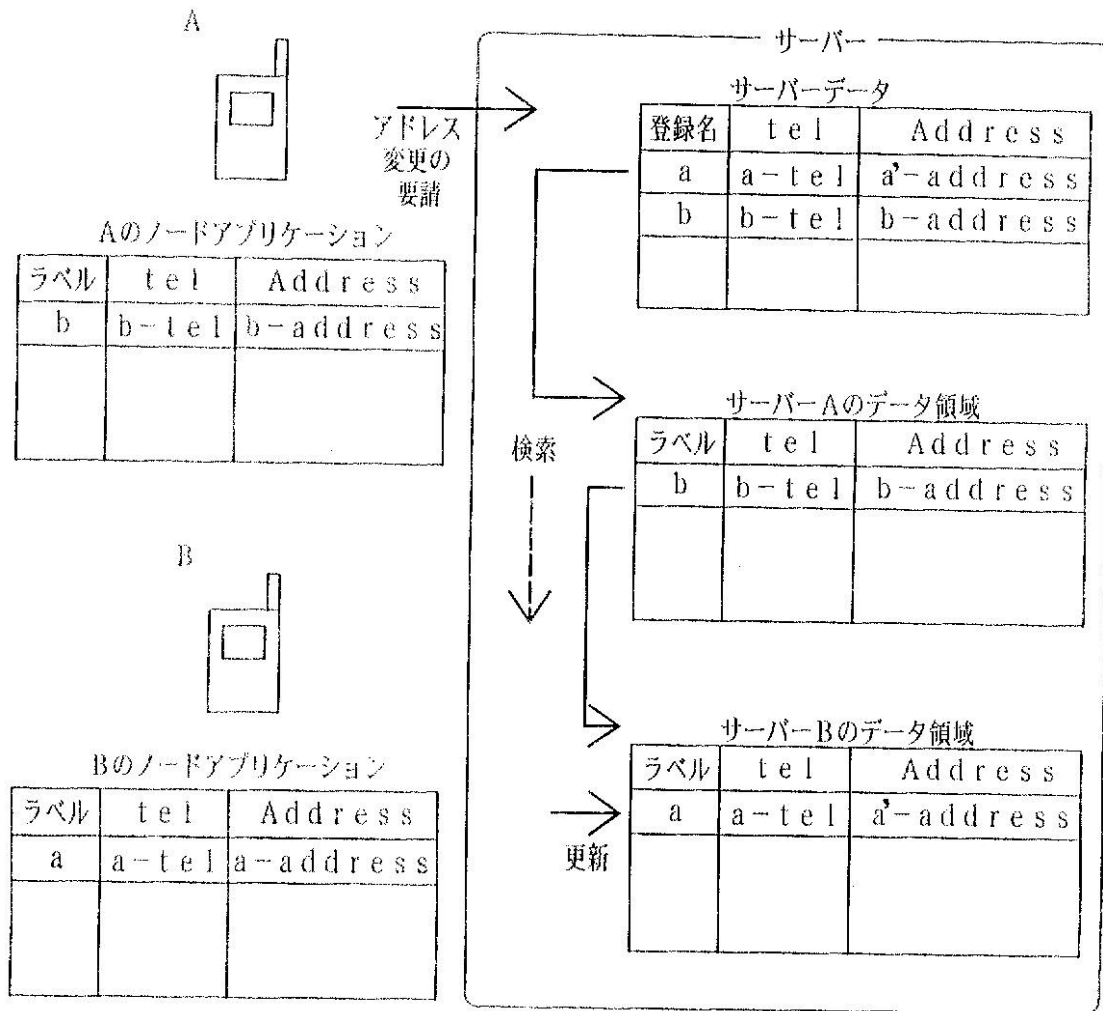 A
アドレス
変更の
要請
Aのノードアプリケーション
ラベル tel Address
b b-tel b-address
B
Bのノードアプリケーション
ラベル tel Address
a a-tel a-address
サーバー
サーバーデータ
登録名 tel Address
a a-tel a'-address
b b-tel b-address
検索
サーバーAのデータ領域
ラベル tel Address
b b-tel b-address
サーバーBのデータ領域
ラベル tel Address
a a-tel a'-address
更新